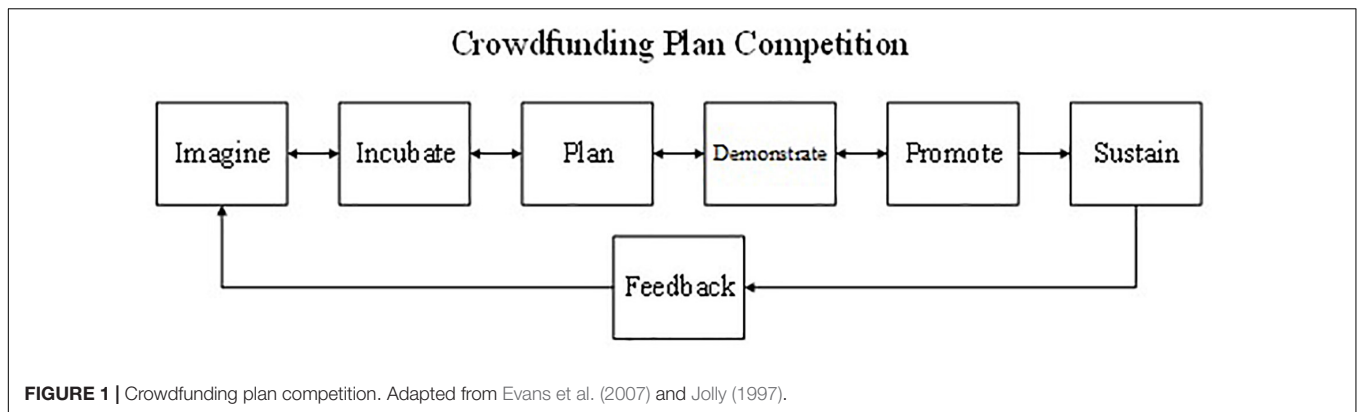 Crowdfunding Plan Competition
Imagine
Incubate
Plan
Demonstrate
Promote
Sustain
Feedback
FIGURE 1 | Crowdfunding plan competition. Adapted from Evans et al. (2007) and Jolly (1997).